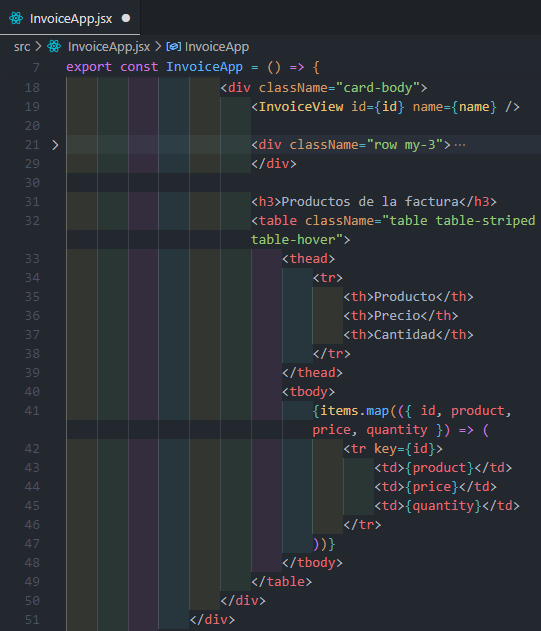 InvoiceApp.jsx
src > InvoiceApp.jsx > InvoiceApp
7 export const InvoiceApp = () => {
18 <div className="card-body">
19 <InvoiceView id={id} name={name} />
20
21 <div className="row my-3">…
29 </div>
30
31 <h3>Productos de la factura</h3>
32 <table className="table table-striped
table-hover">
33 <thead>
34 <tr>
35 <th>Producto</th>
36 <th>Precio</th>
37 <th>Cantidad</th>
38 </tr>
39 </thead>
40 <tbody>
41 {items.map(({ id, product,
price, quantity }) => (
42 <tr key={id}>
43 <td>{product}</td>
44 <td>{price}</td>
45 <td>{quantity}</td>
46 </tr>
47 ))}
48 </tbody>
49 </table>
50 </div>
51 </div>